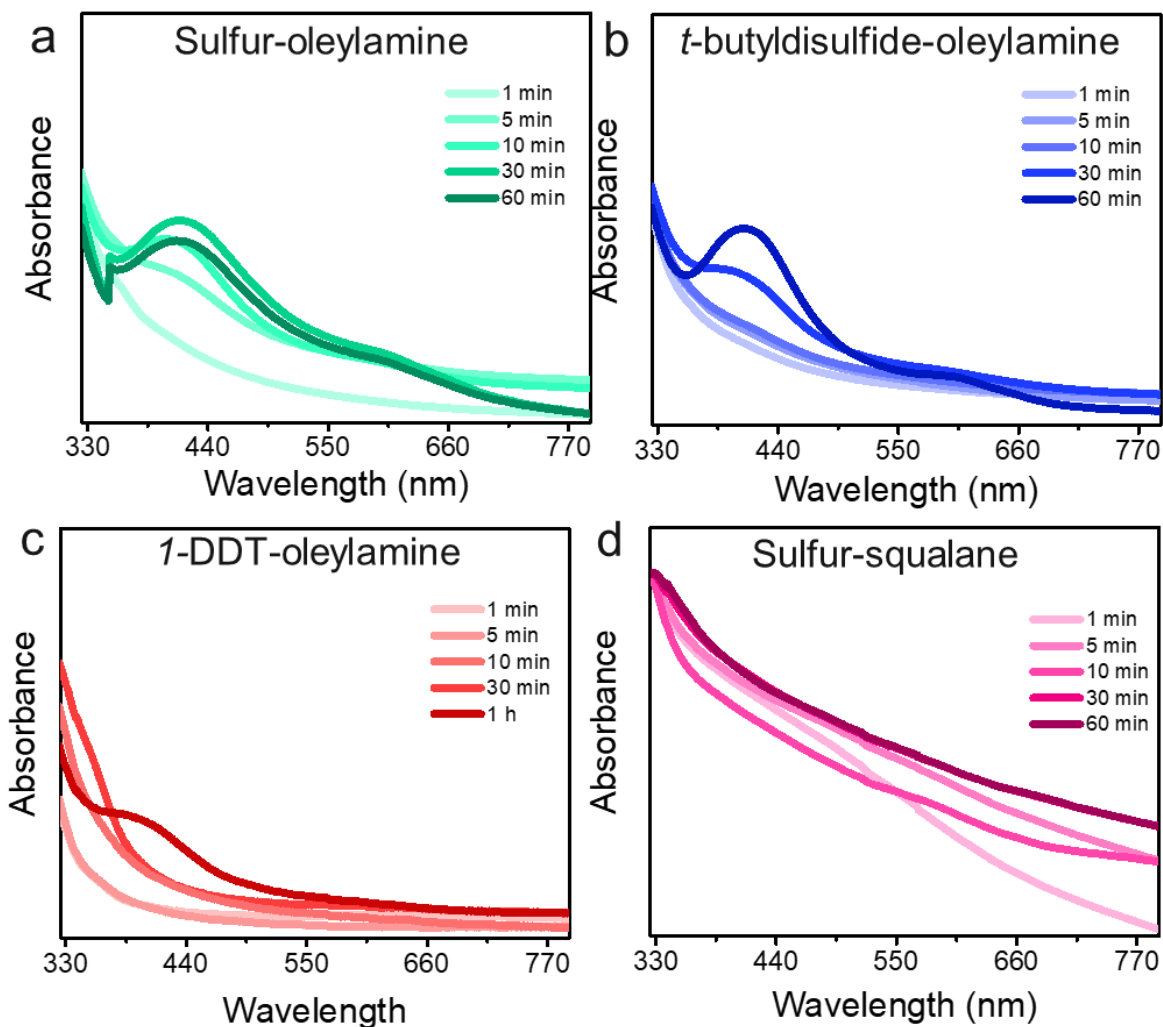 a
Sulfur-oleylamine
1 min
5 min
10 min
30 min
60 min
Absorbance
330 440 550 660 770
Wavelength (nm)
b
t-butyldisulfide-oleylamine
1 min
5 min
10 min
30 min
60 min
Absorbance
330 440 550 660 770
Wavelength (nm)
c
1-DDT-oleylamine
1 min
5 min
10 min
30 min
1 h
Absorbance
330 440 550 660 770
Wavelength
d
Sulfur-squalane
1 min
5 min
10 min
30 min
60 min
Absorbance
330 440 550 660 770
Wavelength (nm)